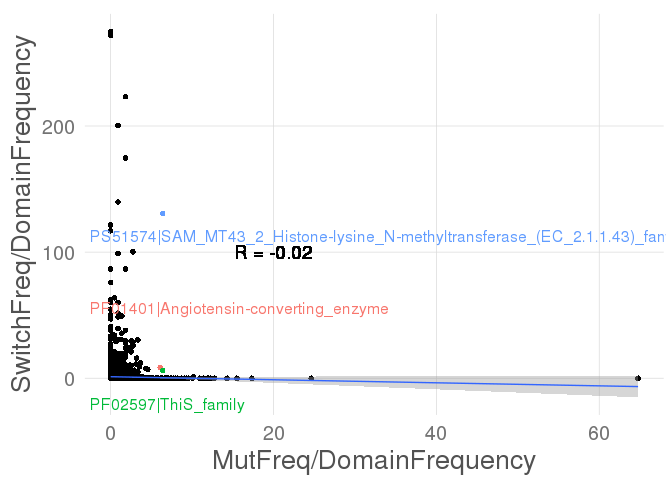 SwitchFreq/DomainFrequency
200
PS51574|SAM_MT43_2_Histone-lysine_N-methyltransferase_(EC_2.1.1.43)_fam
100
R = -0.02
PF01401|Angiotensin-converting_enzyme
0
PF02597|ThiS_family
0 20 40 60
MutFreq/DomainFrequency